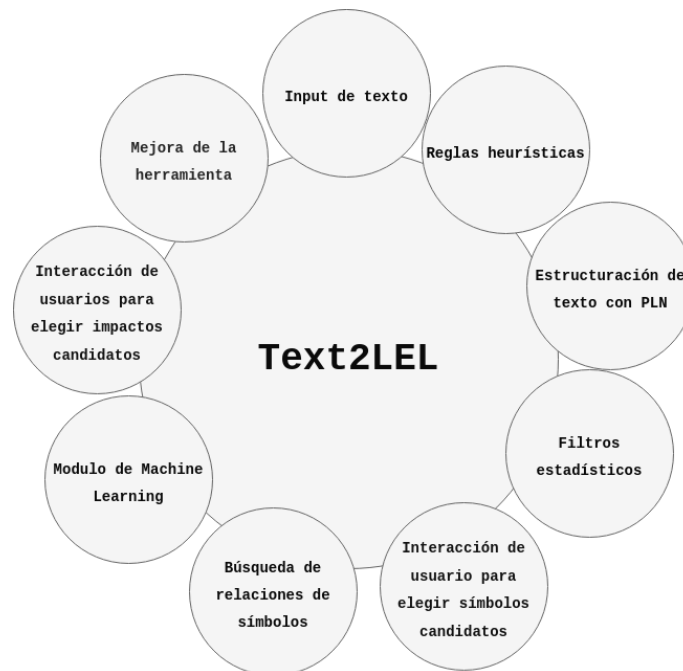 Input de texto
Reglas heurísticas
Estructuración de
texto con PLN
Filtros
estadísticos
Interacción de
usuario para
elegir símbolos
candidatos
Búsqueda de
relaciones de
símbolos
Modulo de Machine
Learning
Interacción de
usuarios para
elegir impactos
candidatos
Mejora de la
herramienta
Text2LEL